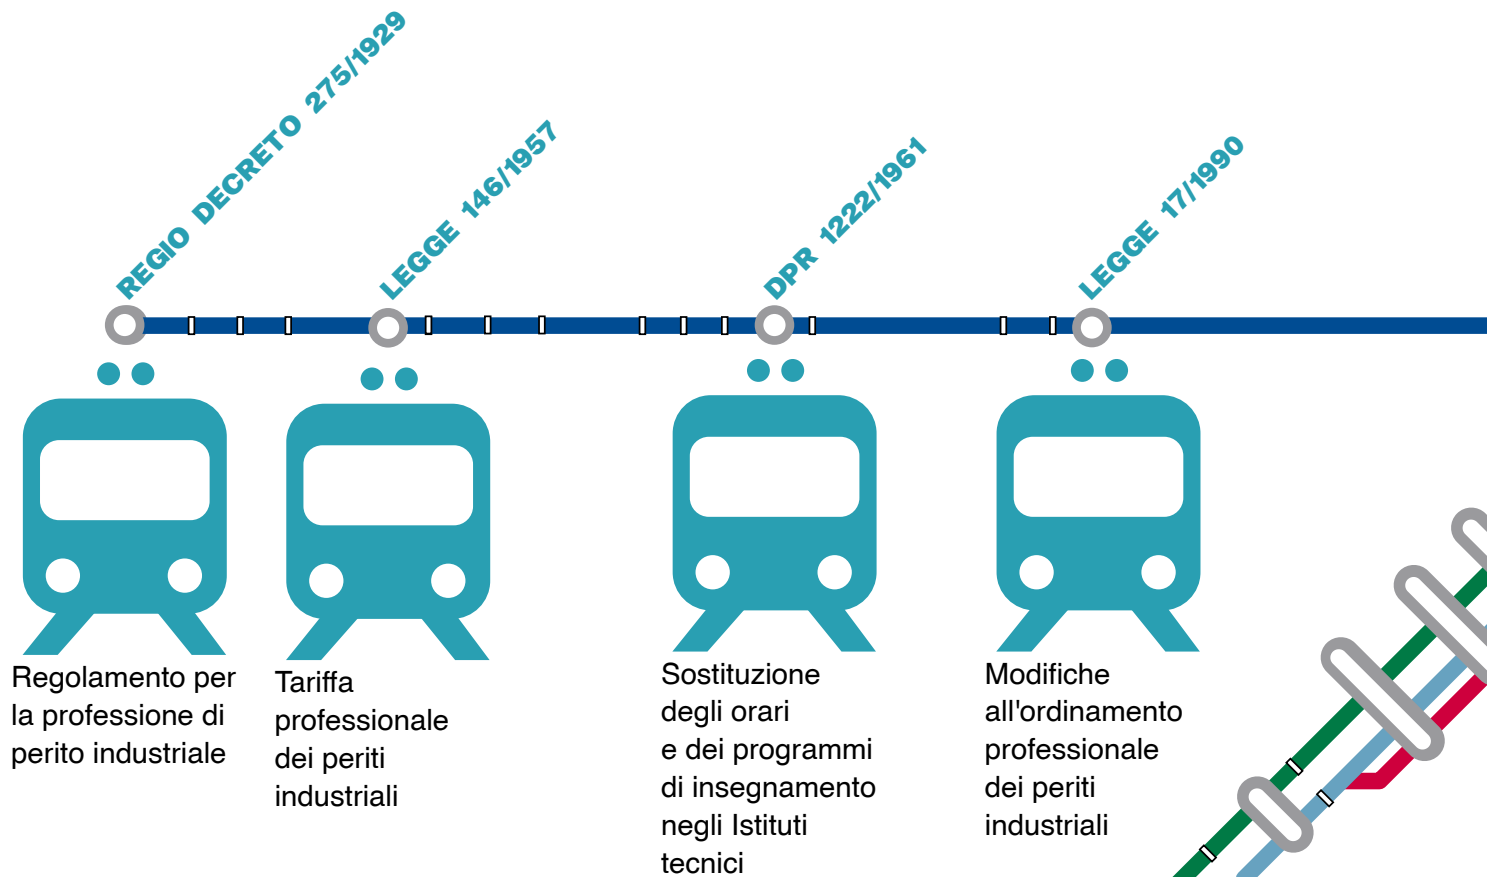 REGIO DECRETO 275/1929
LEGGE 146/1957
DPR 1222/1961
LEGGE 17/1990
Regolamento per
la professione di
perito industriale
Tariffa
professionale
dei periti
industriali
Sostituzione
degli orari
e dei programmi
di insegnamento
negli Istituti
tecnici
Modifiche
all'ordinamento
professionale
dei periti
industriali